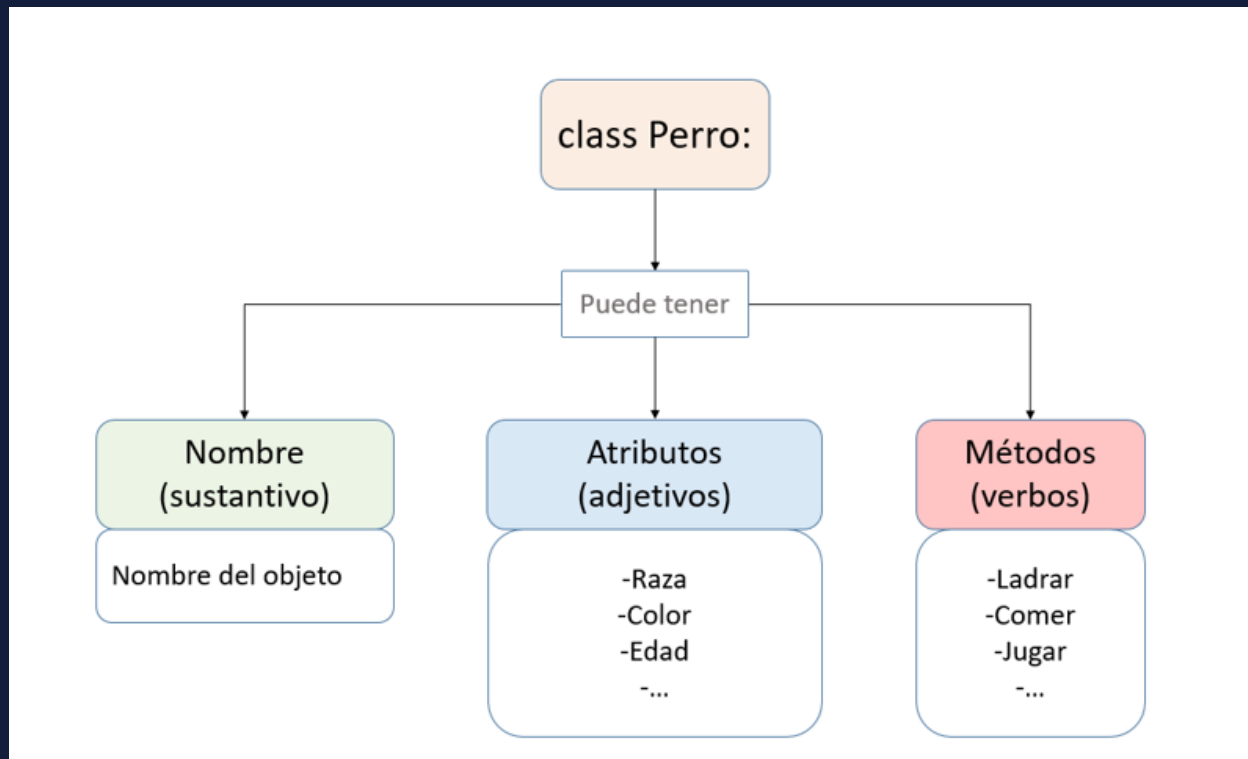 class Perro:
Puede tener
Nombre
(sustantivo)
Nombre del objeto
Atributos
(adjetivos)
-Raza
-Color
-Edad
-...
Métodos
(verbos)
-Ladrar
-Comer
-Jugar
-...